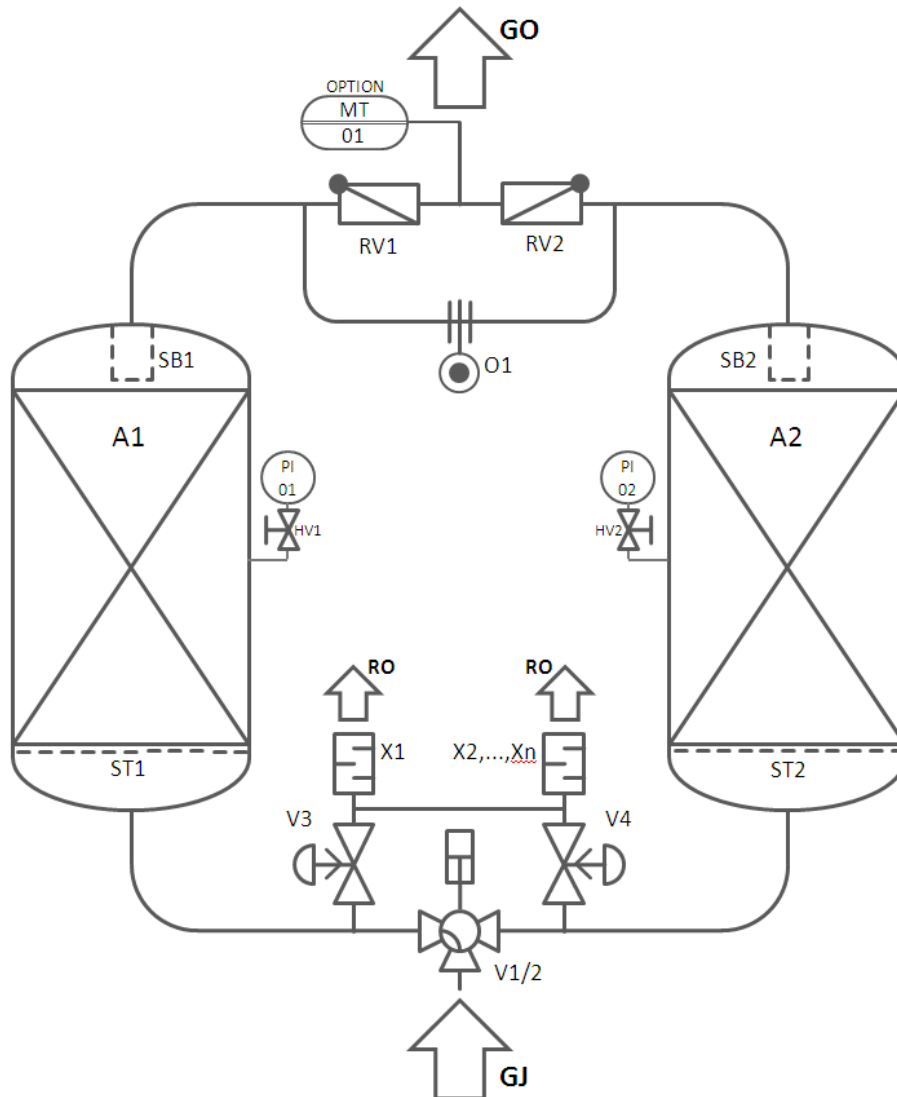 GO
OPTION
MT
01
RV1
RV2
SB1
O1
SB2
A1
A2
PI
01
PI
02
HV1
HV2
RO
RO
X1
X2,...,Xn
ST1
ST2
V3
V4
V1/2
GJ